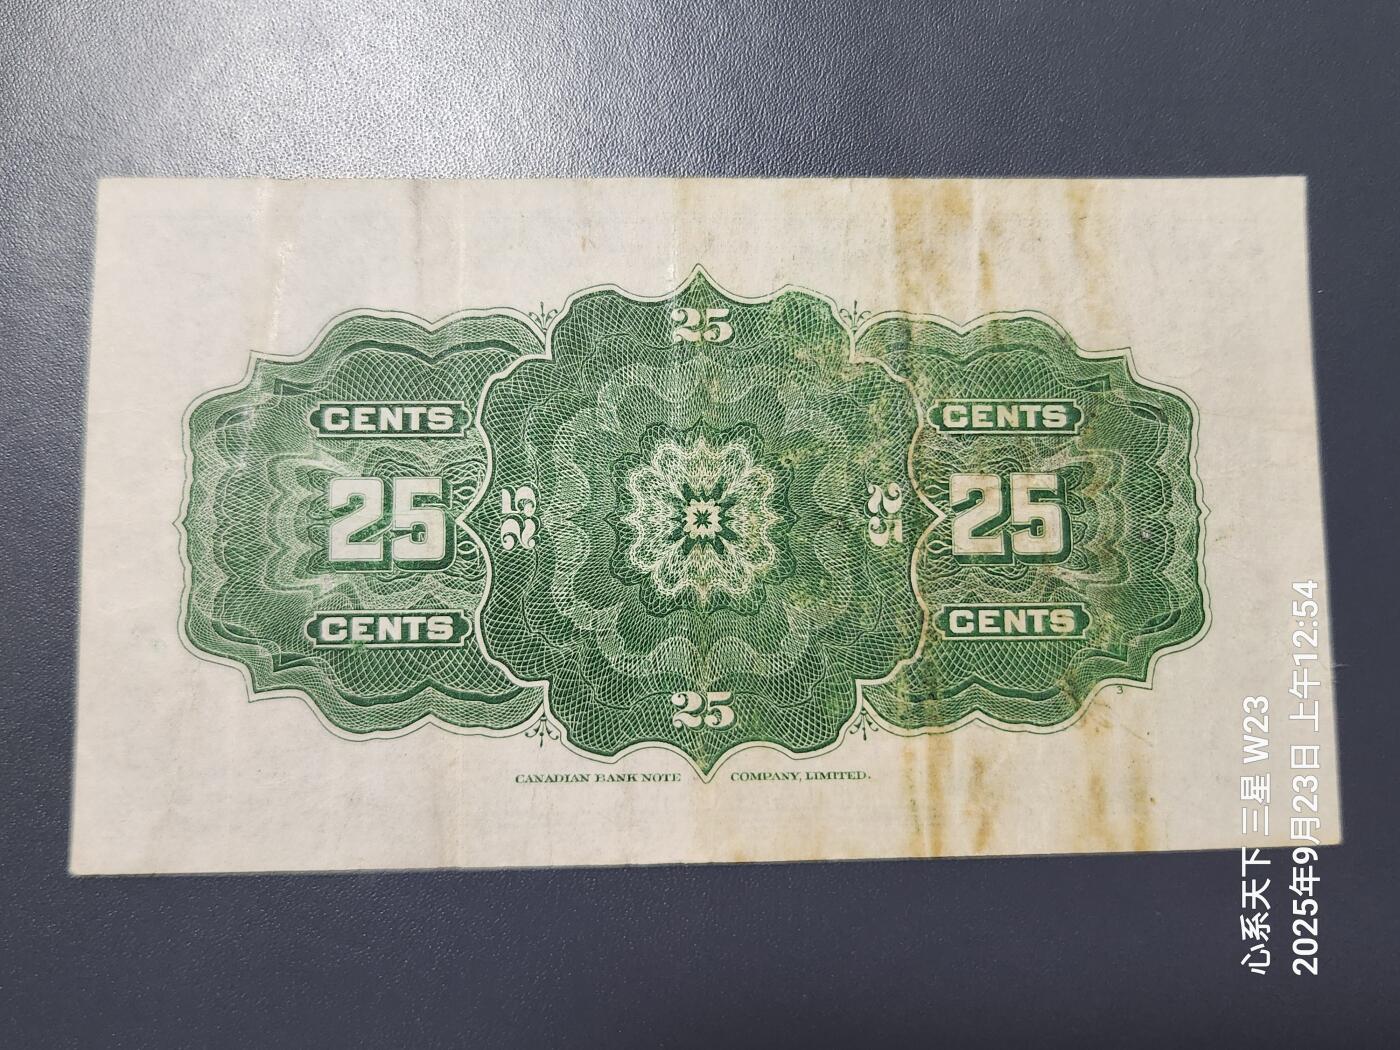 25
CENTS
CENTS
25
25
25
25
CENTS
CENTS
25
CANADIAN BANK NOTE COMPANY, LIMITED.
3
心系天下 三星 W23
2025年9月23日 上午12:54